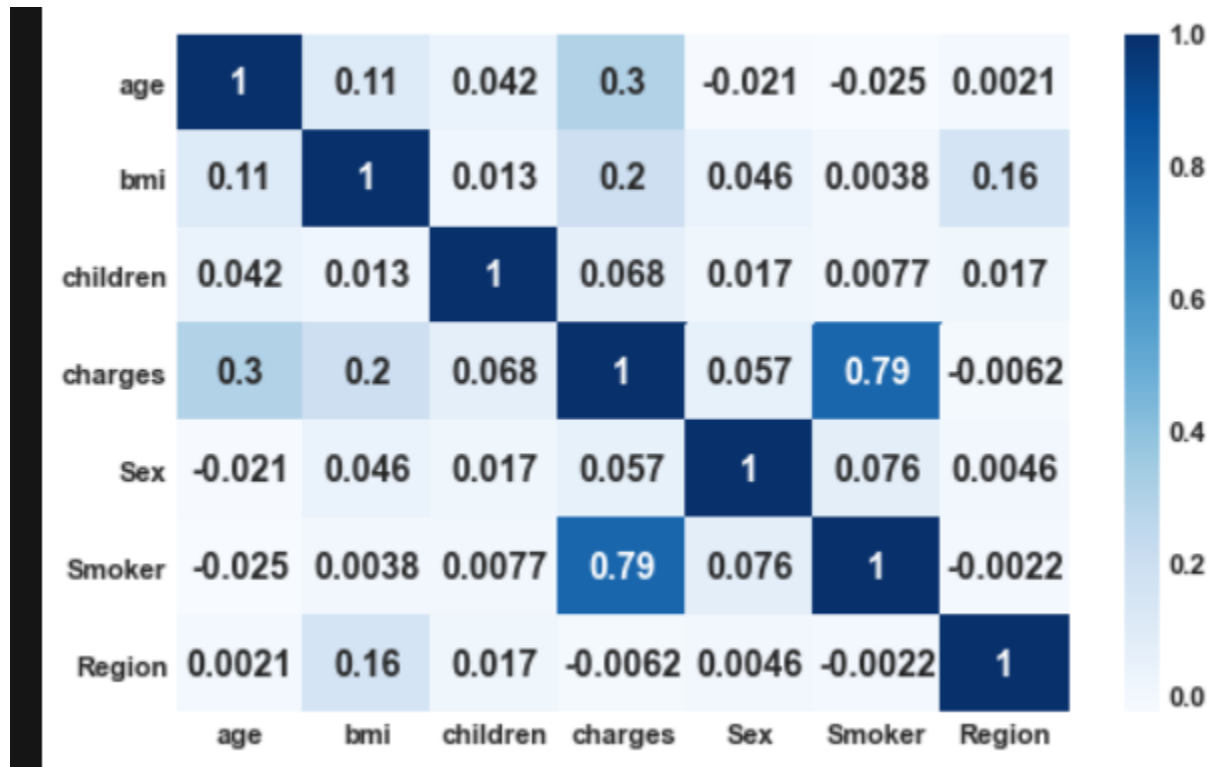 age 1 0.11 0.042 0.3 -0.021 -0.025 0.0021
bmi 0.11 1 0.013 0.2 0.046 0.0038 0.16
children 0.042 0.013 1 0.068 0.017 0.0077 0.017
charges 0.3 0.2 0.068 1 0.057 0.79 -0.0062
Sex -0.021 0.046 0.017 0.057 1 0.076 0.0046
Smoker -0.025 0.0038 0.0077 0.79 0.076 1 -0.0022
Region 0.0021 0.16 0.017 -0.0062 0.0046 -0.0022 1
age bmi children charges Sex Smoker Region
1.0
0.8
0.6
0.4
0.2
0.0